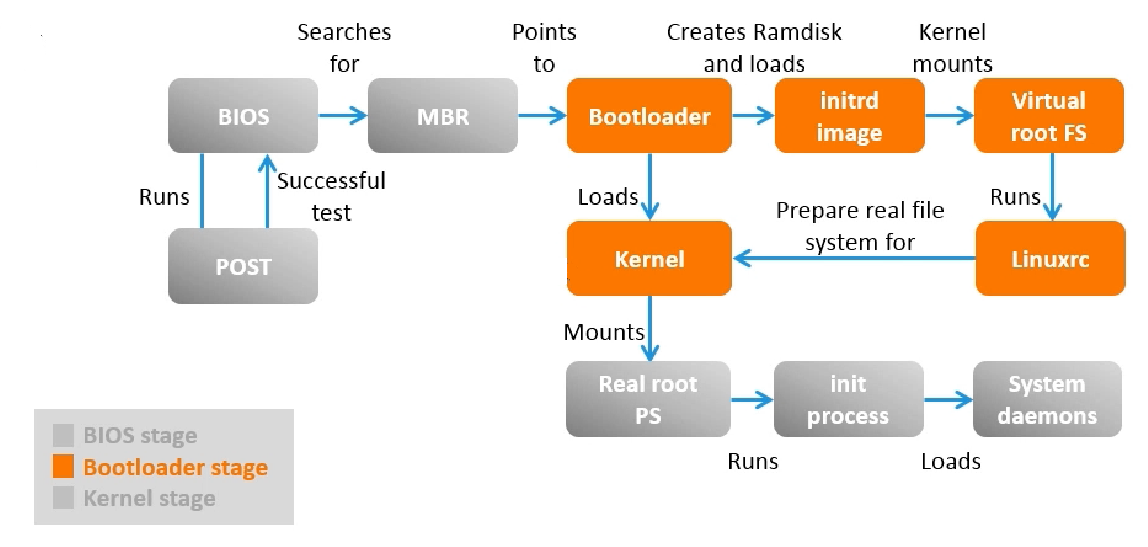 Searches
for
Points
to
Creates Ramdisk
and loads
Kernel
mounts
BIOS
MBR
Bootloader
initrd
image
Virtual
root FS
Runs
Successful
test
Loads
Prepare real file
system for
Runs
POST
Kernel
Linuxrc
Mounts
Real root
PS
init
process
System
daemons
Runs
Loads
BIOS stage
Bootloader stage
Kernel stage